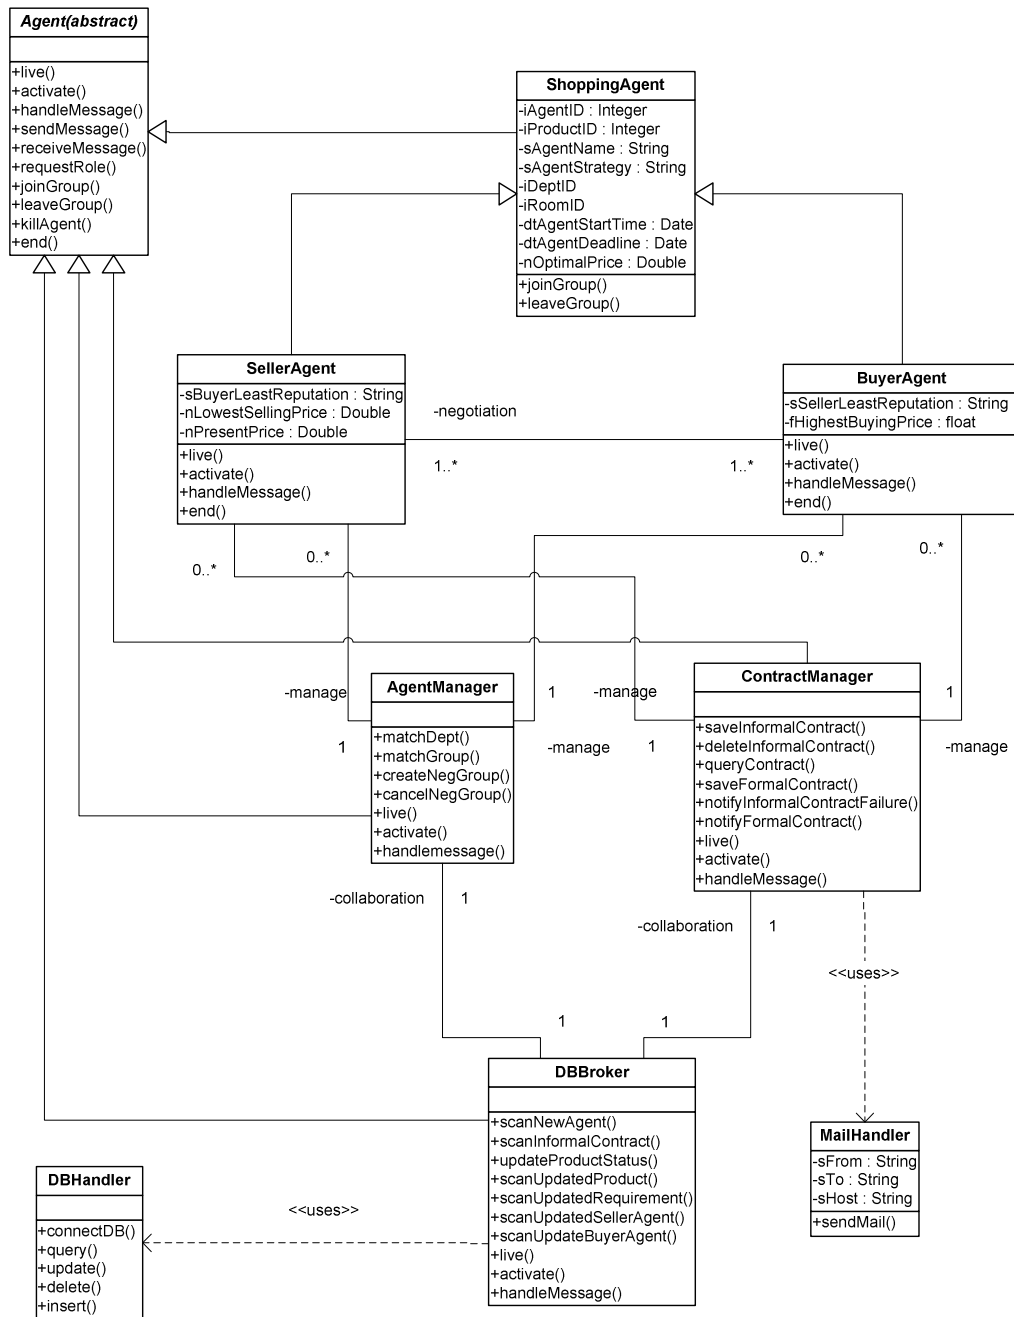 Agent(abstract)
+live()
+activate()
+handleMessage()
+sendMessage()
+receiveMessage()
+requestRole()
+joinGroup()
+leaveGroup()
+killAgent()
+end()
ShoppingAgent
-iAgentID : Integer
-iProductID : Integer
-sAgentName : String
-sAgentStrategy : String
-iDeptID
-iRoomID
-dtAgentStartTime : Date
-dtAgentDeadline : Date
-nOptimalPrice : Double
+joinGroup()
+leaveGroup()
SellerAgent
-sBuyerLeastReputation : String
-nLowestSellingPrice : Double
-nPresentPrice : Double
+live()
+activate()
+handleMessage()
+end()
-negotiation
1..*
1..*
BuyerAgent
-sSellerLeastReputation : String
-fHighestBuyingPrice : float
+live()
+activate()
+handleMessage()
+end()
0..*
0..*
0..*
0..*
-manage
1
AgentManager
+matchDept()
+matchGroup()
+createNegGroup()
+cancelNegGroup()
+live()
+activate()
+handlemessage()
1
-manage
-manage
1
ContractManager
+saveInformalContract()
+deleteInformalContract()
+queryContract()
+saveFormalContract()
+notifyInformalContractFailure()
+notifyFormalContract()
+live()
+activate()
+handleMessage()
1
-manage
-collaboration
1
-collaboration
1
<<uses>>
1
1
DBBroker
+scanNewAgent()
+scanInformalContract()
+updateProductStatus()
+scanUpdatedProduct()
+scanUpdatedRequirement()
+scanUpdatedSellerAgent()
+scanUpdateBuyerAgent()
+live()
+activate()
+handleMessage()
MailHandler
-sFrom : String
-sTo : String
-sHost : String
+sendMail()
<<uses>>
DBHandler
+connectDB()
+query()
+update()
+delete()
+insert()